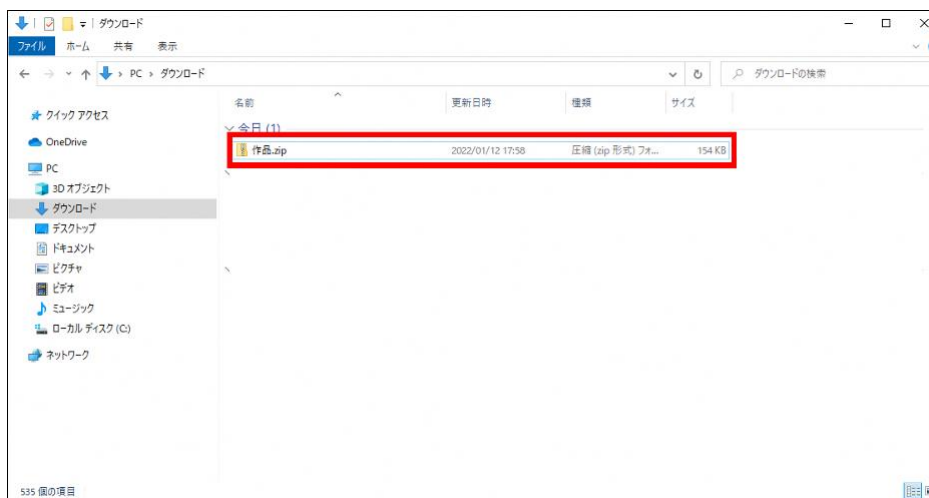 ダウンロード
ファイル ホーム 共有 表示
PC › ダウンロード ダウンロードの検索
名前 更新日時 種類 サイズ
クイック アクセス
今日 (1)
OneDrive
作品.zip 2022/01/12 17:58 圧縮 (zip 形式) フォ... 154 KB
PC
3D オブジェクト
ダウンロード
デスクトップ
ドキュメント
ピクチャ
ビデオ
ミュージック
ローカル ディスク (C:)
ネットワーク
535 個の項目